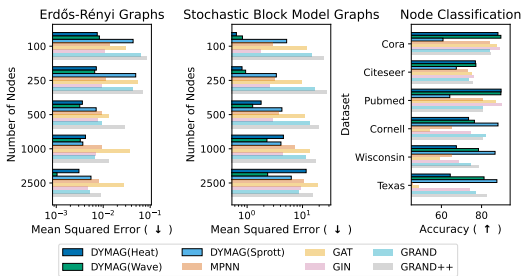 Erdős-Rényi Graphs
Stochastic Block Model Graphs
Node Classification
Number of Nodes
100
250
500
1000
2500
10⁻³ 10⁻² 10⁻¹
Mean Squared Error ( ↓ )
Number of Nodes
100
250
500
1000
2500
10⁰ 10¹
Mean Squared Error ( ↓ )
Dataset
Cora
Citeseer
Pubmed
Cornell
Wisconsin
Texas
60 80
Accuracy ( ↑ )
DYMAG(Heat) DYMAG(Sprott) GAT GRAND
DYMAG(Wave) MPNN GIN GRAND++